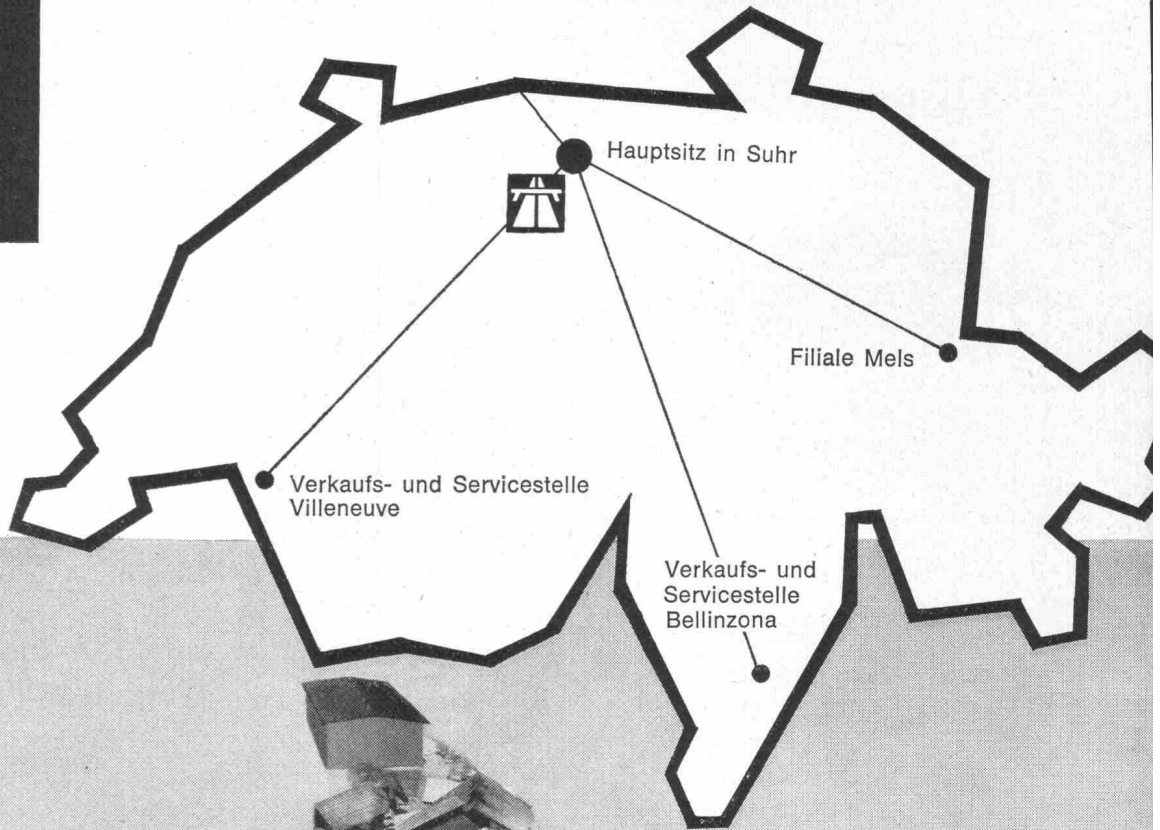 Hauptsitz in Suhr
Filiale Mels
Verkaufs- und Servicestelle
Villeneuve
Verkaufs- und
Servicestelle
Bellinzona